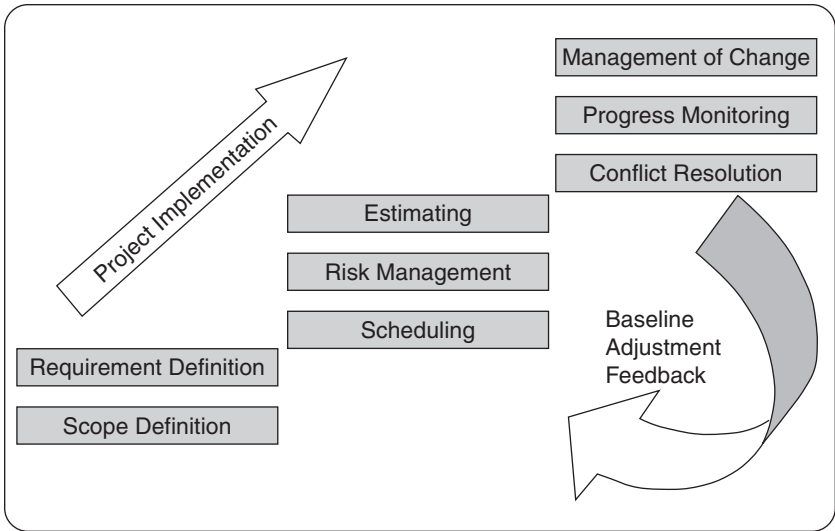 Management of Change
Progress Monitoring
Conflict Resolution
Project Implementation
Estimating
Risk Management
Scheduling
Baseline
Adjustment
Feedback
Requirement Definition
Scope Definition